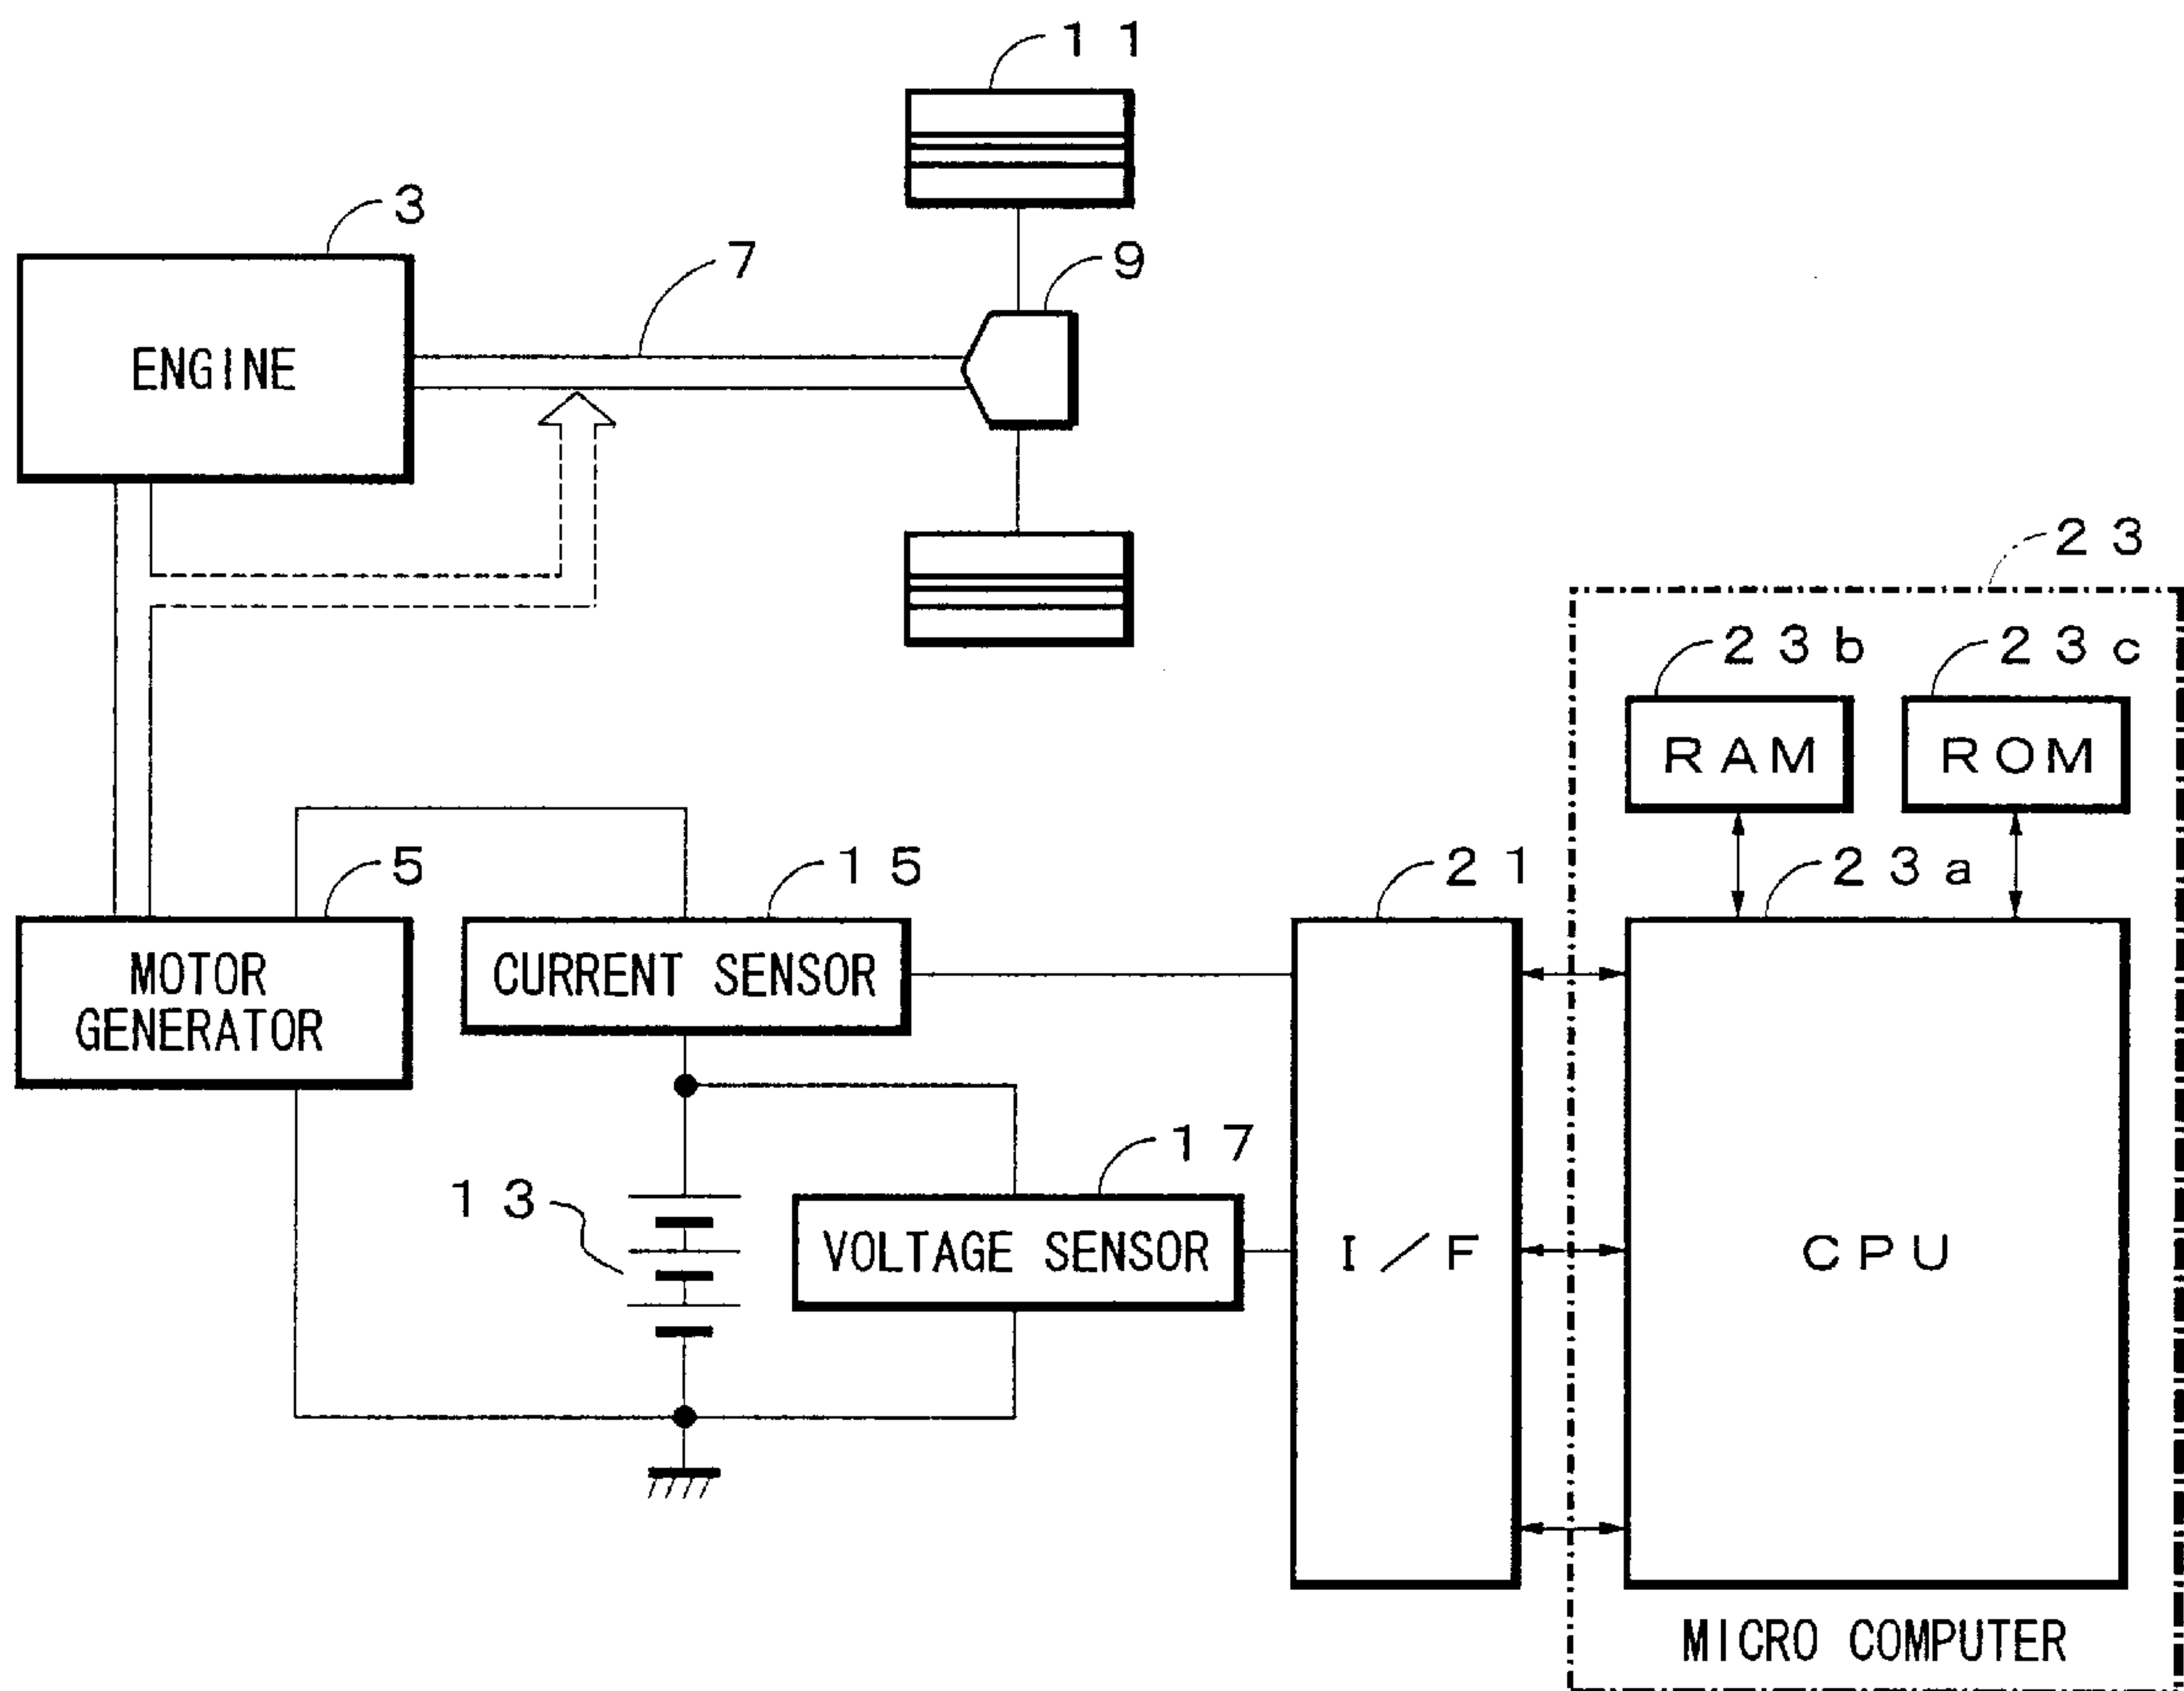 11
3
7
9
ENGINE
23
23b
23c
RAM
ROM
5
15
21
23a
MOTOR
GENERATOR
CURRENT SENSOR
17
13
VOLTAGE SENSOR
I/F
CPU
MICRO COMPUTER